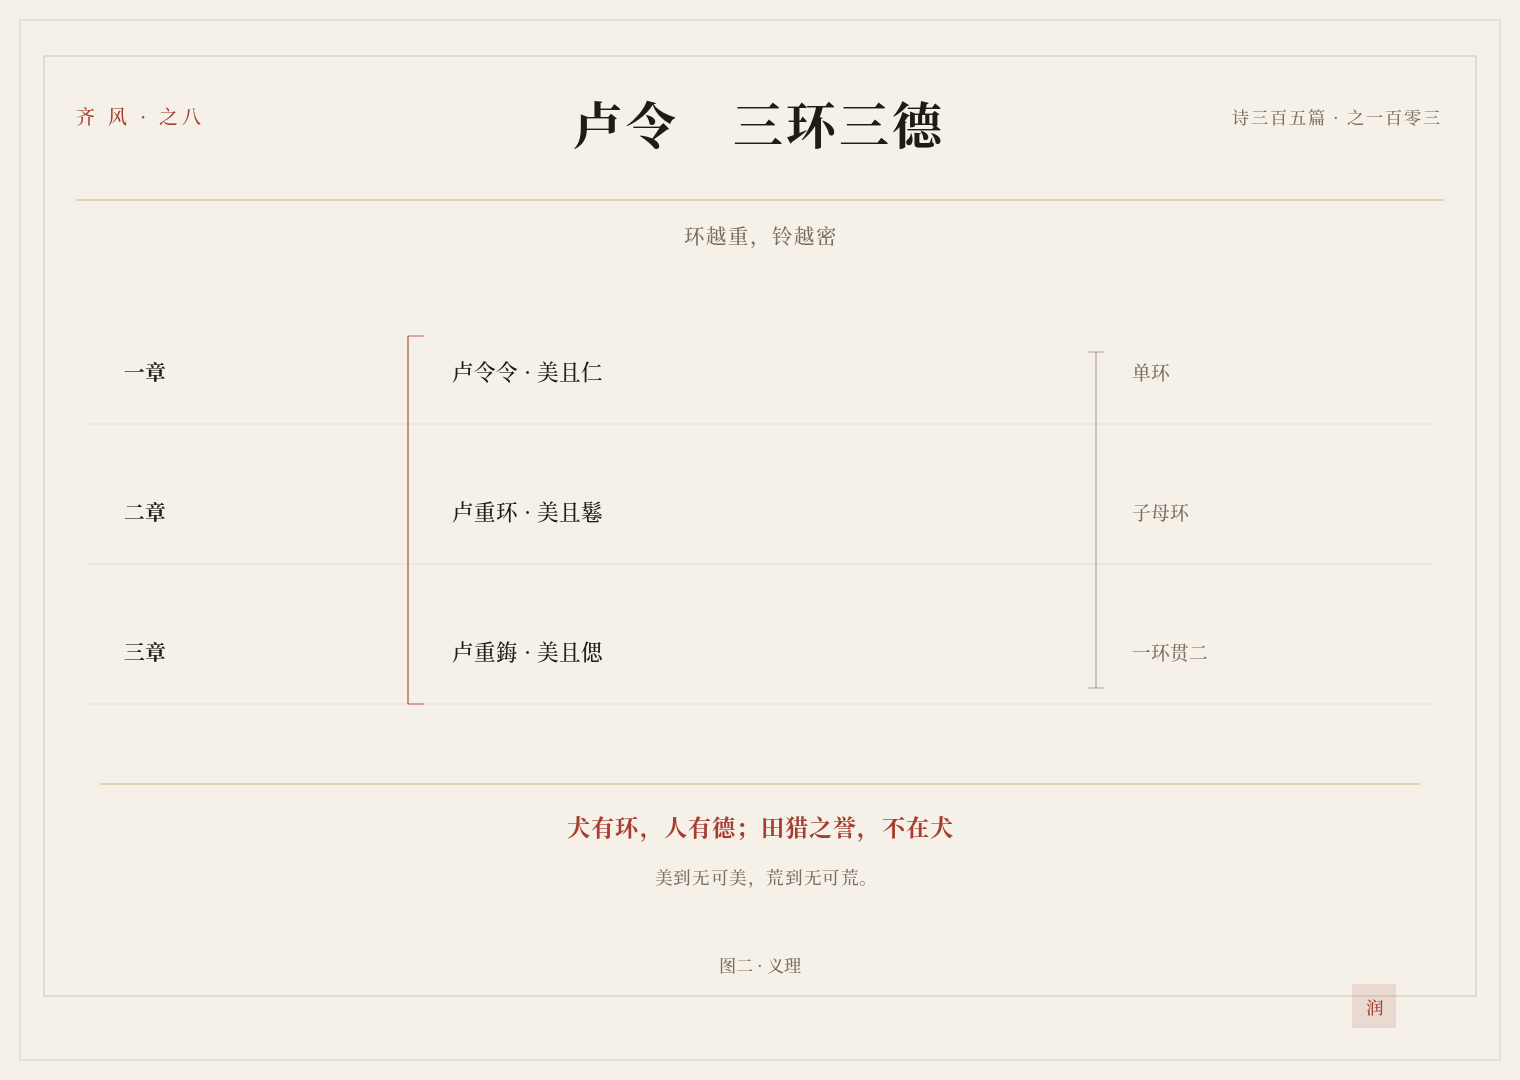 齐 风 · 之八
卢令　三环三德
诗三百五篇 · 之一百零三
环越重，铃越密
一章
卢令令 · 美且仁
单环
二章
卢重环 · 美且鬈
子母环
三章
卢重鋂 · 美且偲
一环贯二
犬有环，人有德；田猎之誉，不在犬
美到无可美，荒到无可荒。
图二 · 义理
润